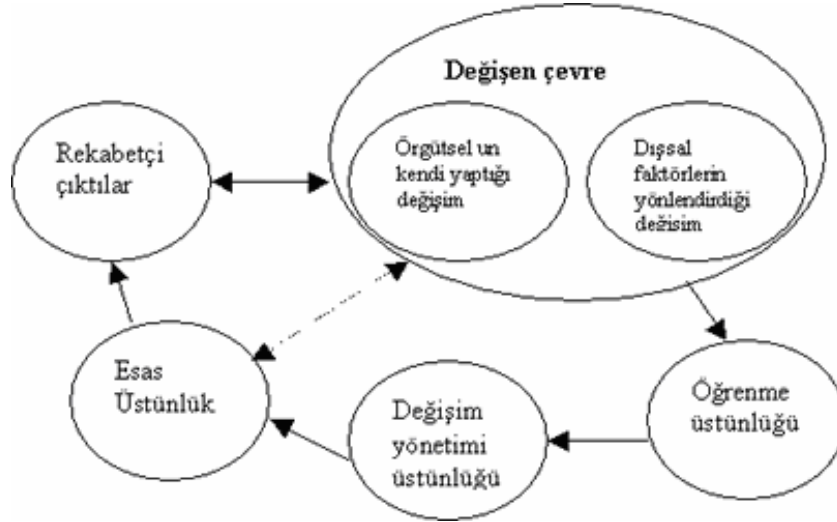 Değişen çevre
Rekabetçi
çıktılar
Örgütsel un
kendi yaptığı
değişim
Dışsal
faktörlerin
yönlendirdiği
değisim
Esas
Üstünlük
Değişim
yönetimi
üstünlüğü
Öğrenme
üstünlüğü